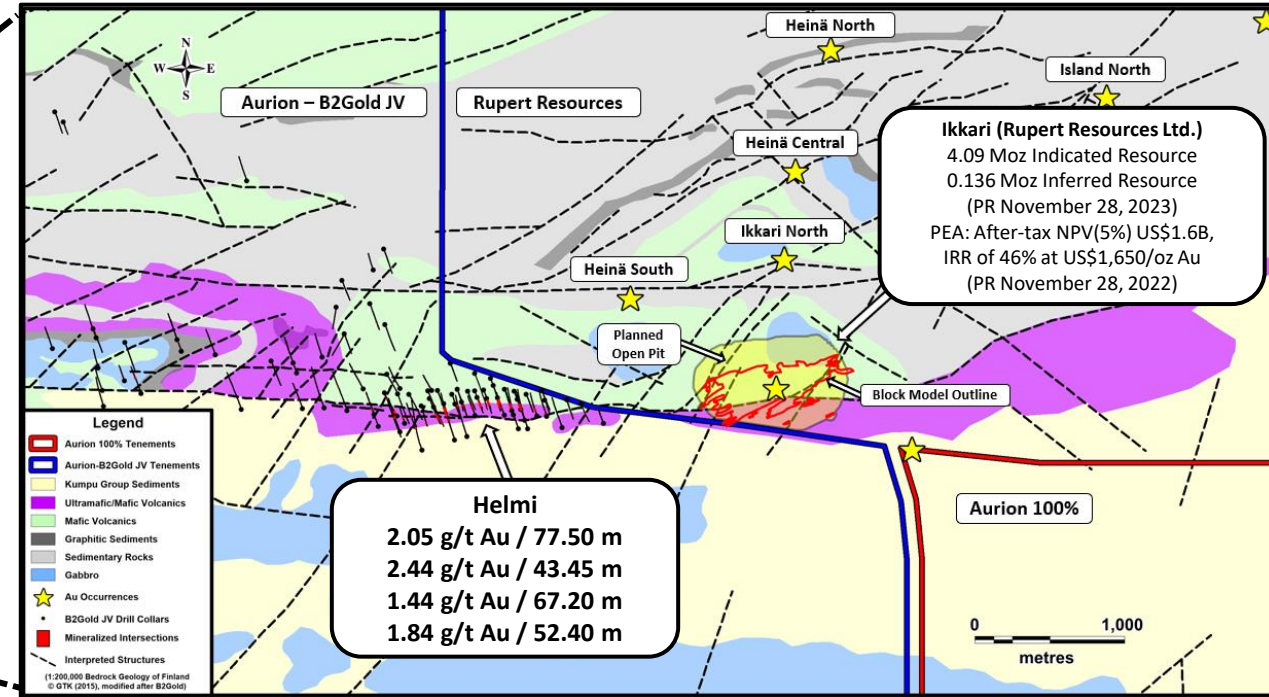 Heinä North
N
W E
S
Island North
Aurion – B2Gold JV
Rupert Resources
Ikkari (Rupert Resources Ltd.)
4.09 Moz Indicated Resource
0.136 Moz Inferred Resource
(PR November 28, 2023)
PEA: After-tax NPV(5%) US$1.6B,
IRR of 46% at US$1,650/oz Au
(PR November 28, 2022)
Heinä Central
Ikkari North
Heinä South
Planned
Open Pit
Block Model Outline
Legend
Aurion 100% Tenements
Aurion-B2Gold JV Tenements
Kumpu Group Sediments
Ultramafic/Mafic Volcanics
Mafic Volcanics
Graphitic Sediments
Sedimentary Rocks
Gabbro
Au Occurrences
B2Gold JV Drill Collars
Mineralized Intersections
Interpreted Structures
(1:200,000 Bedrock Geology of Finland
© GTK (2015), modified after B2Gold)
Helmi
2.05 g/t Au / 77.50 m
2.44 g/t Au / 43.45 m
1.44 g/t Au / 67.20 m
1.84 g/t Au / 52.40 m
Aurion 100%
0 1,000
metres